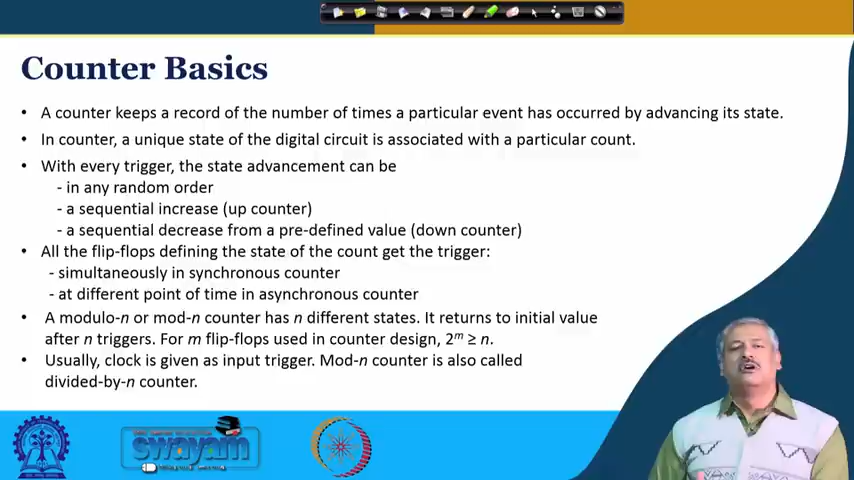 Counter Basics
• A counter keeps a record of the number of times a particular event has occurred by advancing its state.
• In counter, a unique state of the digital circuit is associated with a particular count.
• With every trigger, the state advancement can be
- in any random order
- a sequential increase (up counter)
- a sequential decrease from a pre-defined value (down counter)
• All the flip-flops defining the state of the count get the trigger:
- simultaneously in synchronous counter
- at different point of time in asynchronous counter
• A modulo-n or mod-n counter has n different states. It returns to initial value
after n triggers. For m flip-flops used in counter design, 2ᵐ ≥ n.
• Usually, clock is given as input trigger. Mod-n counter is also called
divided-by-n counter.
swayam